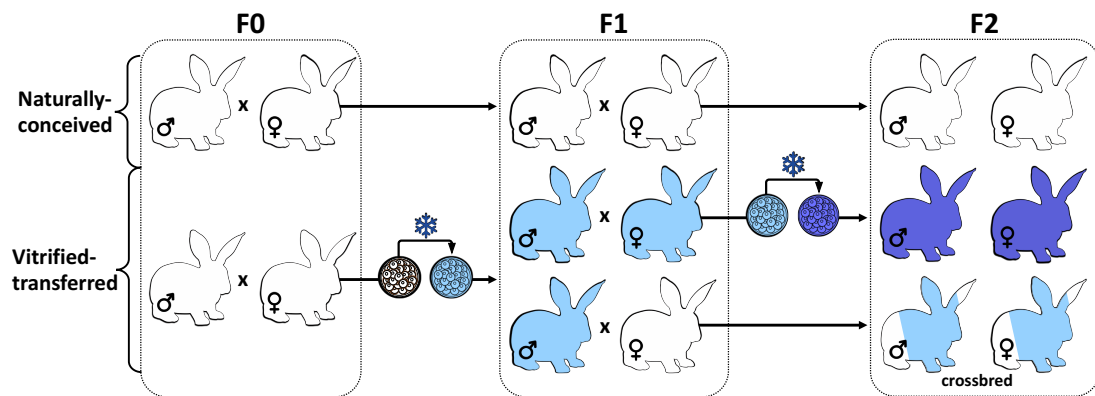 F0
F1
F2
Naturally-
conceived
♂ x ♀
♂ x ♀
♂ ♀
♂ x ♀
♂ ♀
Vitrified-
transferred
♂ x ♀
♂ x ♀
♂ ♀
crossbred